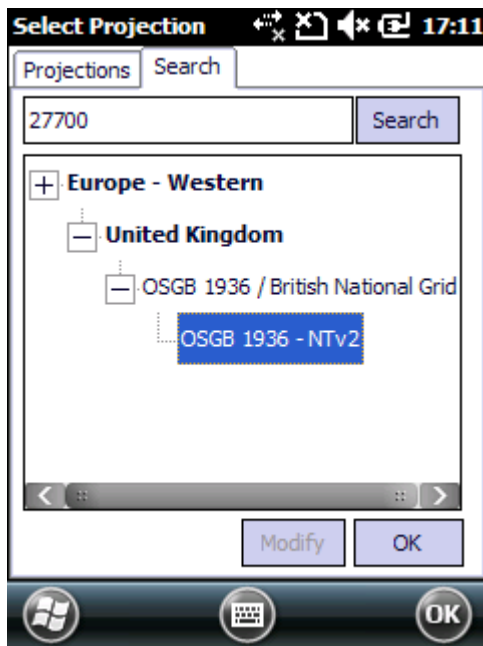 Select Projection 17:11
Projections Search
27700 Search
Europe - Western
United Kingdom
OSGB 1936 / British National Grid
OSGB 1936 - NTv2
Modify OK
OK